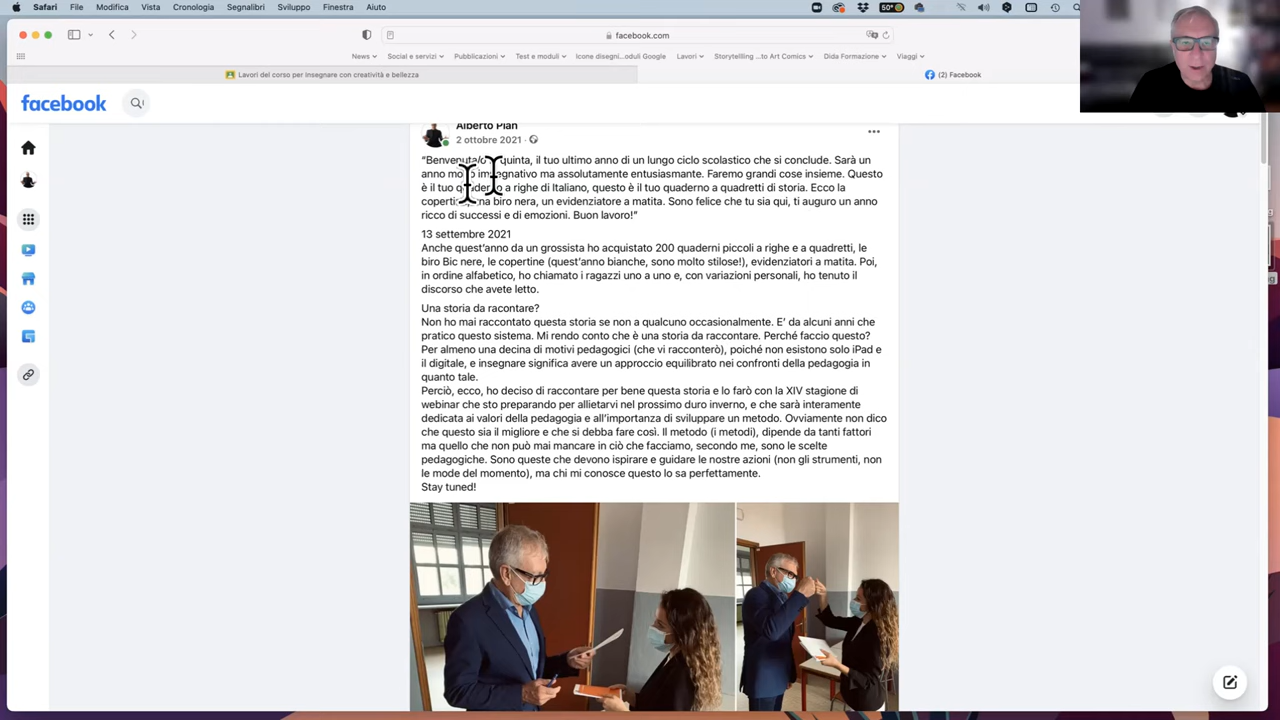 Safari File Modifica Vista Cronologia Segnalibri Sviluppo Finestra Aiuto
50°
facebook.com
News Social e servizi Pubblicazioni Test e moduli Icone disegni...oduli Google Lavori Storytelling ...to Art Comics Dida Formazione Viaggi
Lavori del corso per insegnare con creatività e bellezza
(2) Facebook
facebook
Alberto Pian
2 ottobre 2021 ·
quinta, il tuo ultimo anno di un lungo ciclo scolastico che si conclude. Sarà un
anno ma assolutamente entusiasmante. Faremo grandi cose insieme. Questo
è il tuo a righe di Italiano, questo è il tuo quaderno a quadretti di storia. Ecco la
biro nera, un evidenziatore a matita. Sono felice che tu sia qui, ti auguro un anno
ricco di successi e di emozioni. Buon lavoro!”
13 settembre 2021
Anche quest’anno da un grossista ho acquistato 200 quaderni piccoli a righe e a quadretti, le
biro Bic nere, le copertine (quest’anno bianche, sono molto stilose!), evidenziatori a matita. Poi,
in ordine alfabetico, ho chiamato i ragazzi uno a uno e, con variazioni personali, ho tenuto il
discorso che avete letto.
Una storia da racontare?
Non ho mai raccontato questa storia se non a qualcuno occasionalmente. E’ da alcuni anni che
pratico questo sistema. Mi rendo conto che è una storia da raccontare. Perché faccio questo?
Per almeno una decina di motivi pedagogici (che vi racconterò), poiché non esistono solo iPad e
il digitale, e insegnare significa avere un approccio equilibrato nei confronti della pedagogia in
quanto tale.
Perciò, ecco, ho deciso di raccontare per bene questa storia e lo farò con la XIV stagione di
webinar che sto preparando per allietarvi nel prossimo duro inverno, e che sarà interamente
dedicata ai valori della pedagogia e all’importanza di sviluppare un metodo. Ovviamente non dico
che questo sia il migliore e che si debba fare così. Il metodo (i metodi), dipende da tanti fattori
ma quello che non può mai mancare in ciò che facciamo, secondo me, sono le scelte
pedagogiche. Sono queste che devono ispirare e guidare le nostre azioni (non gli strumenti, non
le mode del momento), ma chi mi conosce questo lo sa perfettamente.
Stay tuned!